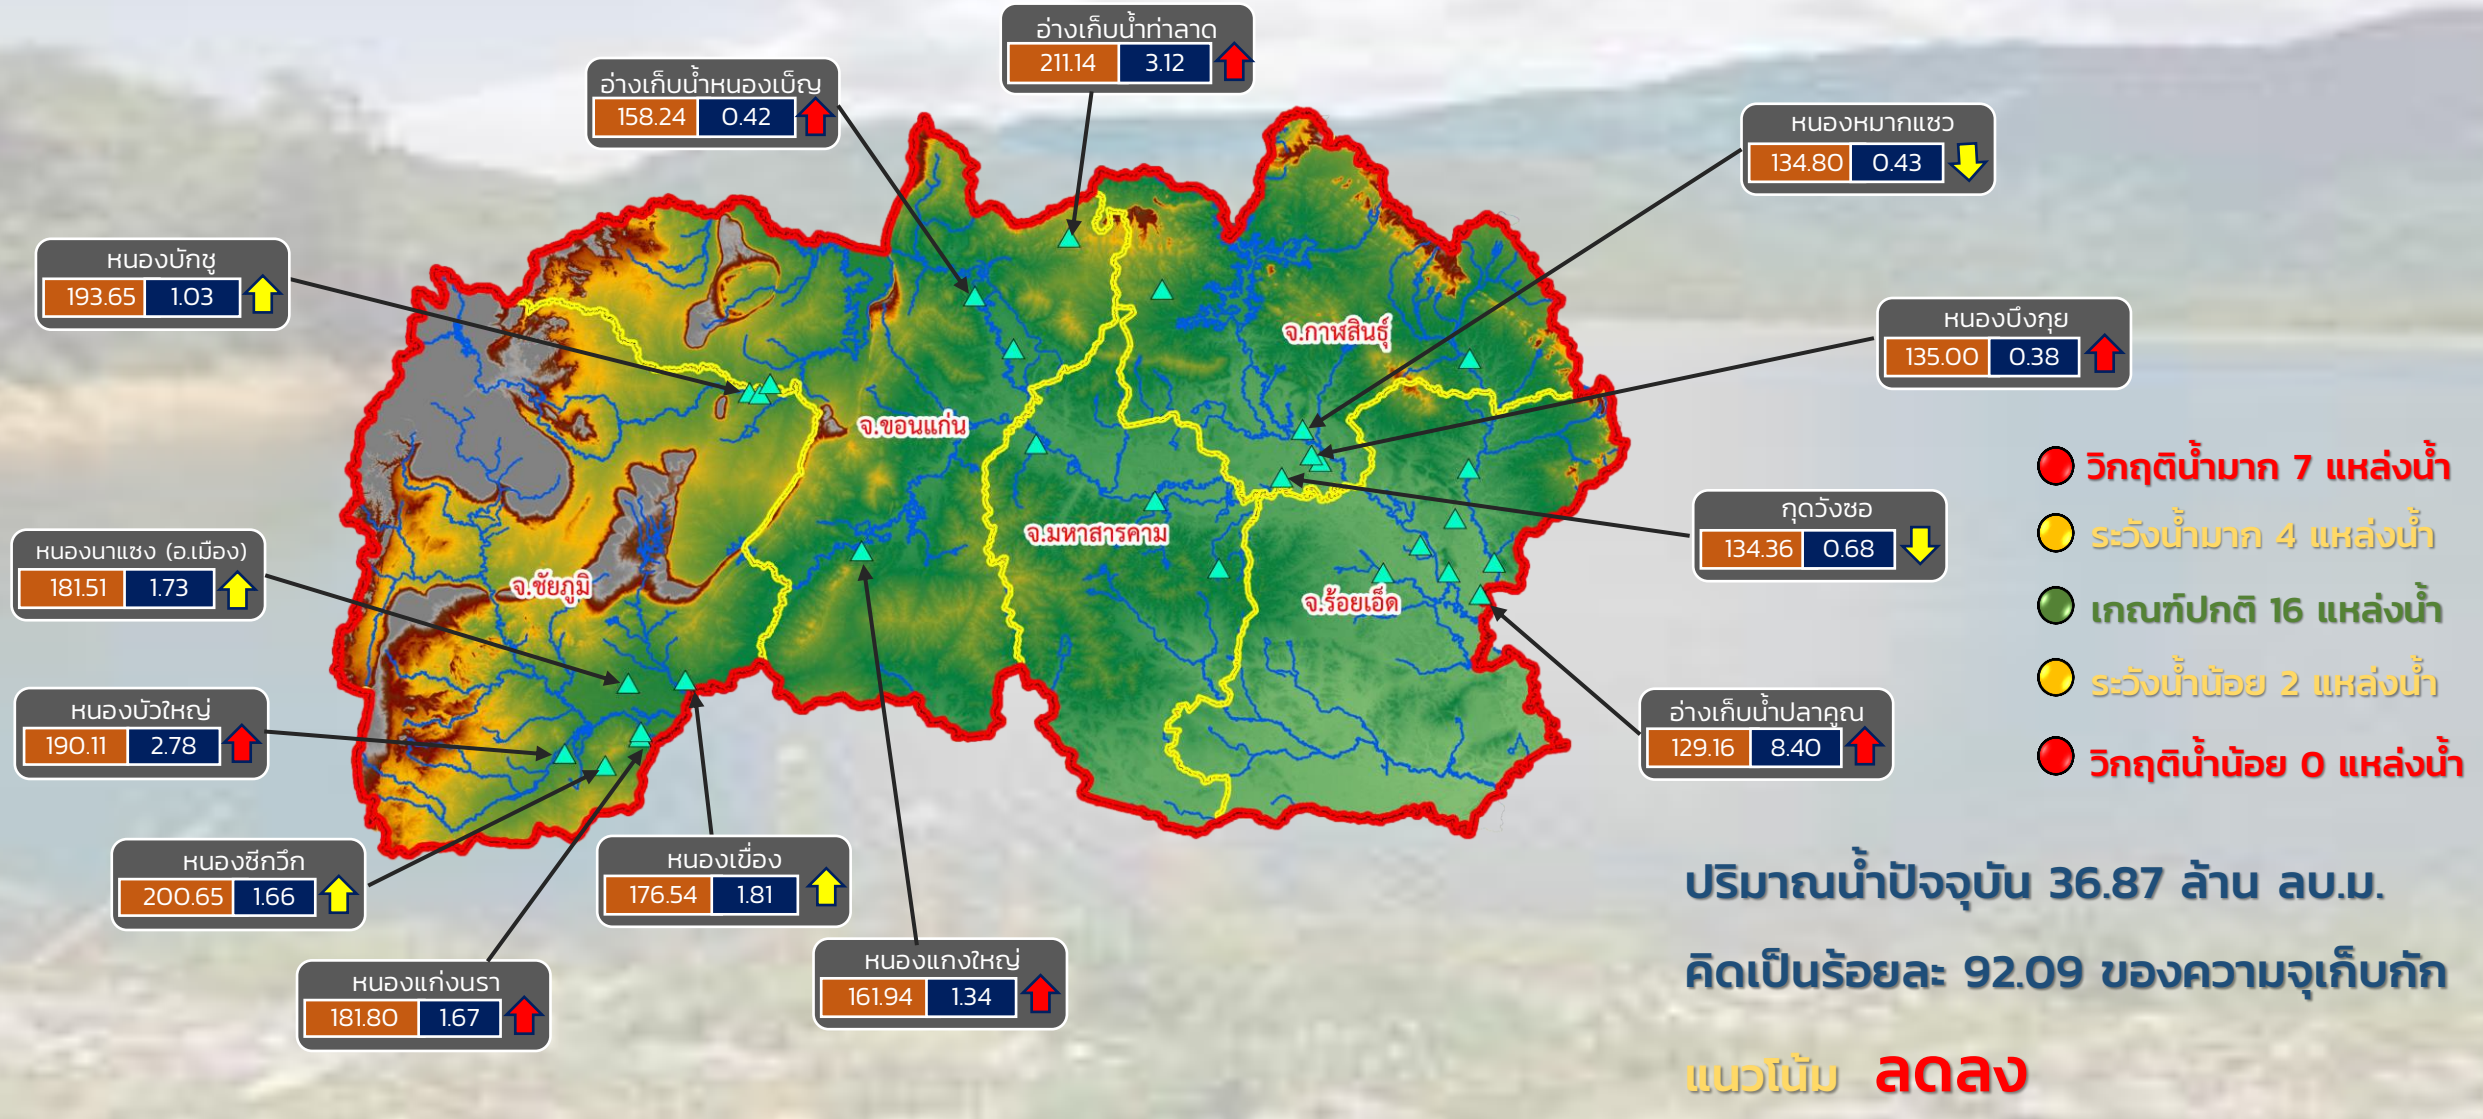 อ่างเก็บน้ำท่าลาด
211.14 3.12
อ่างเก็บน้ำหนองเบ็ญ
158.24 0.42
หนองหมากแซว
134.80 0.43
หนองบักชู
193.65 1.03
หนองบึงกุย
135.00 0.38
จ.กาฬสินธุ์
จ.ขอนแก่น
วิกฤติน้ำมาก 7 แหล่งน้ำ
กุดวังซอ
134.36 0.68
ระวังน้ำมาก 4 แหล่งน้ำ
จ.มหาสารคาม
หนองนาแซง (อ.เมือง)
181.51 1.73
จ.ชัยภูมิ
จ.ร้อยเอ็ด
เกณฑ์ปกติ 16 แหล่งน้ำ
ระวังน้ำน้อย 2 แหล่งน้ำ
หนองบัวใหญ่
190.11 2.78
อ่างเก็บน้ำปลาคูณ
129.16 8.40
วิกฤติน้ำน้อย 0 แหล่งน้ำ
หนองซีกวึก
200.65 1.66
หนองเขื่อง
176.54 1.81
ปริมาณน้ำปัจจุบัน 36.87 ล้าน ลบ.ม.
หนองแก่งนรา
181.80 1.67
หนองแกงใหญ่
161.94 1.34
คิดเป็นร้อยละ 92.09 ของความจุเก็บกัก
แนวโน้ม ลดลง